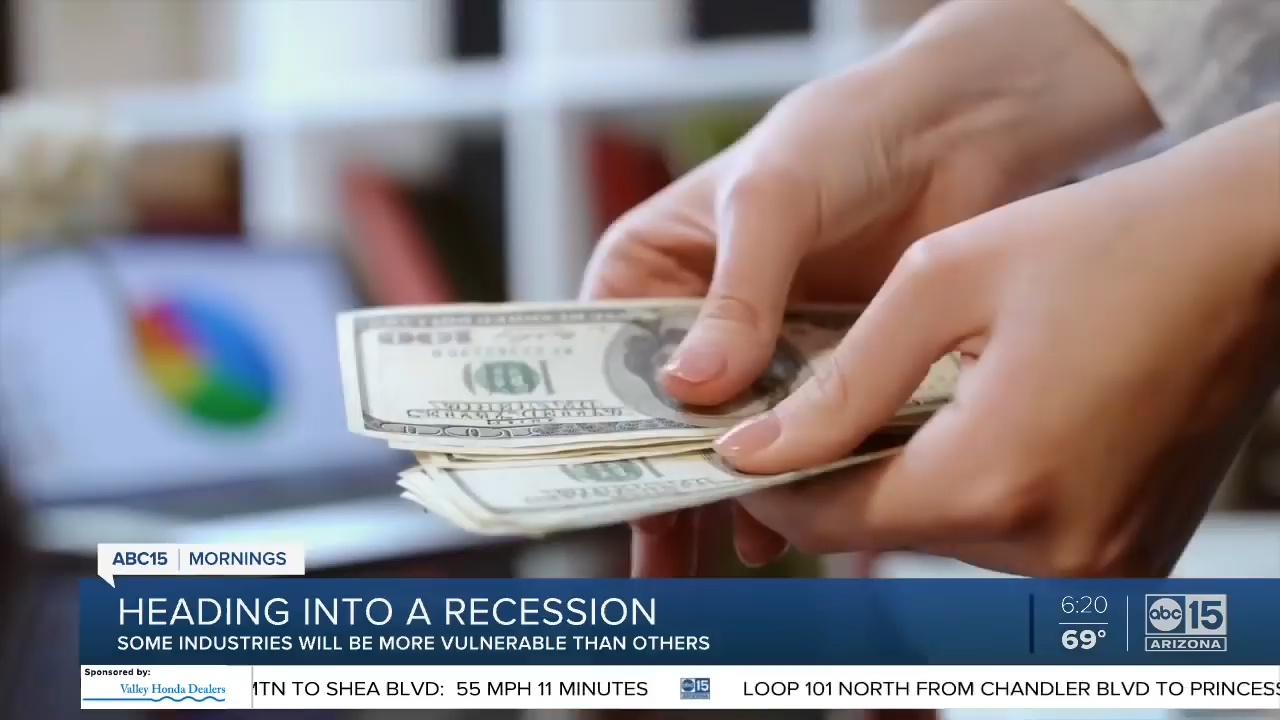 ABC15 | MORNINGS
HEADING INTO A RECESSION
SOME INDUSTRIES WILL BE MORE VULNERABLE THAN OTHERS
6:20
69°
abc 15
ARIZONA
Sponsored by:
Valley Honda Dealers
MTN TO SHEA BLVD: 55 MPH 11 MINUTES
abc 15
LOOP 101 NORTH FROM CHANDLER BLVD TO PRINCESS